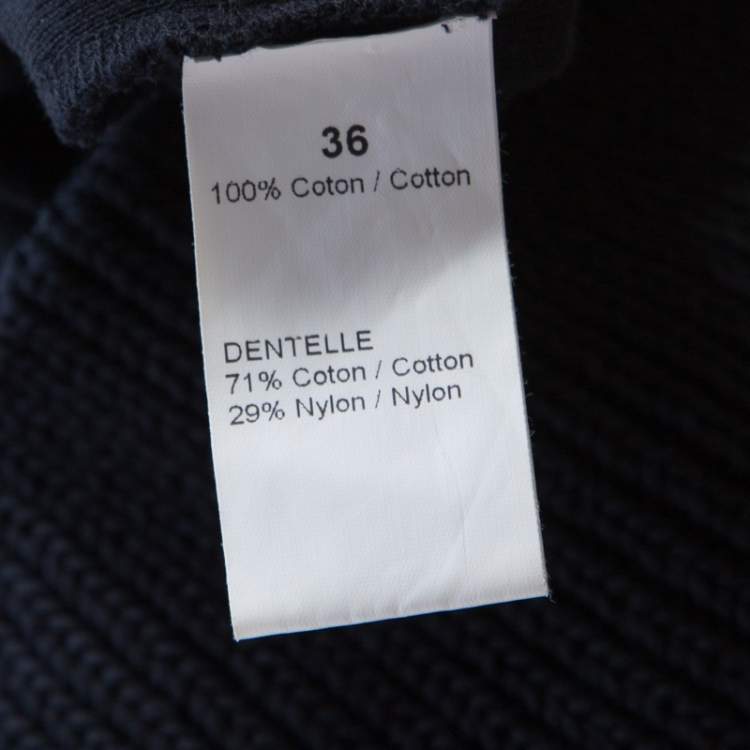 36
100% Coton / Cotton
DENTELLE
71% Coton / Cotton
29% Nylon / Nylon